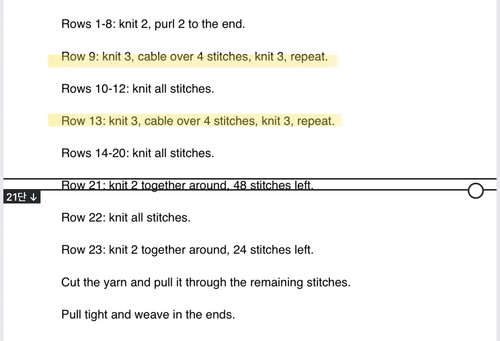 Rows 1-8: knit 2, purl 2 to the end.
Row 9: knit 3, cable over 4 stitches, knit 3, repeat.
Rows 10-12: knit all stitches.
Row 13: knit 3, cable over 4 stitches, knit 3, repeat.
Rows 14-20: knit all stitches.
Row 21: knit 2 together around, 48 stitches left.
21단 ↓
Row 22: knit all stitches.
Row 23: knit 2 together around, 24 stitches left.
Cut the yarn and pull it through the remaining stitches.
Pull tight and weave in the ends.